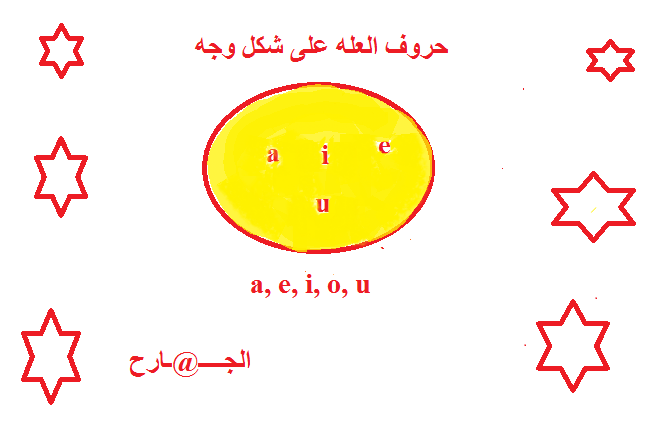 حروف العله على شكل وجه
a i e
u
a, e, i, o, u
الجـــ@ـارح